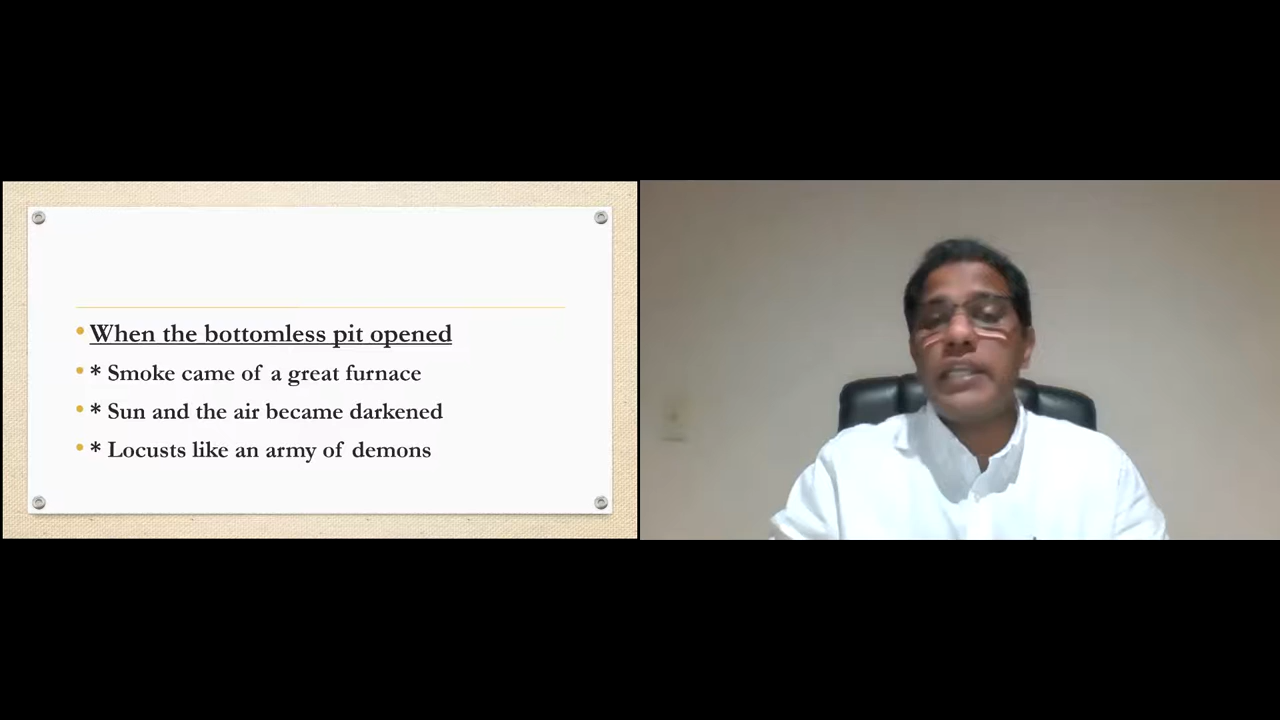 • When the bottomless pit opened
• * Smoke came of a great furnace
• * Sun and the air became darkened
• * Locusts like an army of demons